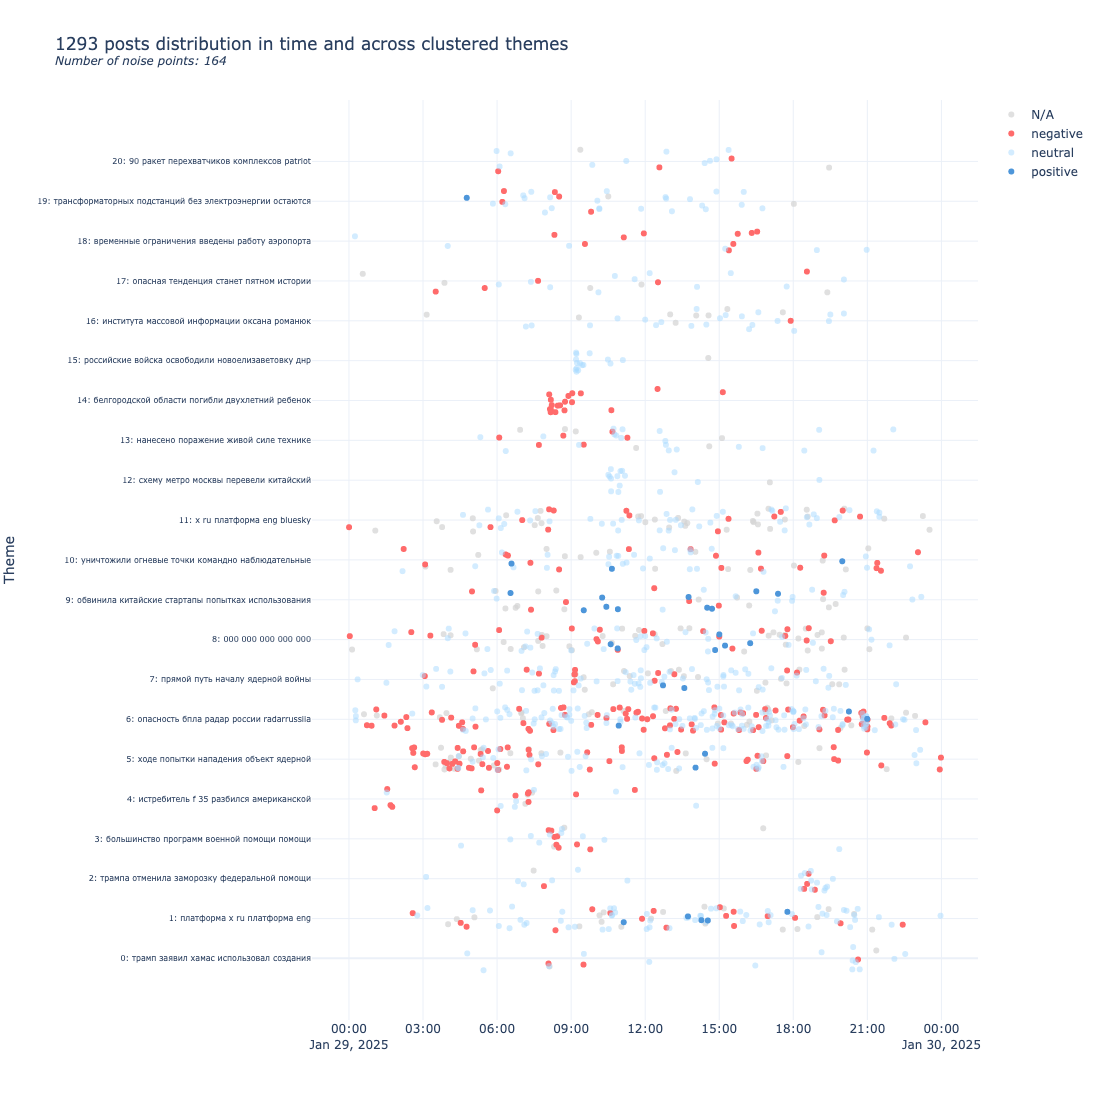 1293 posts distribution in time and across clustered themes
Number of noise points: 164
N/A
negative
neutral
positive
20: 90 ракет перехватчиков комплексов patriot
19: трансформаторных подстанций без электроэнергии остаются
18: временные ограничения введены работу аэропорта
17: опасная тенденция станет пятном истории
16: института массовой информации оксана романюк
15: российские войска освободили новоелизаветовку днр
14: белгородской области погибли двухлетний ребенок
13: нанесено поражение живой силе технике
12: схему метро москвы перевели китайский
11: x ru платформа eng bluesky
10: уничтожили огневые точки командно наблюдательные
9: обвинила китайские стартапы попытках использования
8: 000 000 000 000 000
7: прямой путь началу ядерной войны
6: опасность бпла радар россии radarrussiia
5: ходе попытки нападения объект ядерной
4: истребитель f 35 разбился американской
3: большинство программ военной помощи помощи
2: трампа отменила заморозку федеральной помощи
1: платформа x ru платформа eng
0: трамп заявил хамас использовал создания
Theme
00:00 03:00 06:00 09:00 12:00 15:00 18:00 21:00 00:00
Jan 29, 2025 Jan 30, 2025